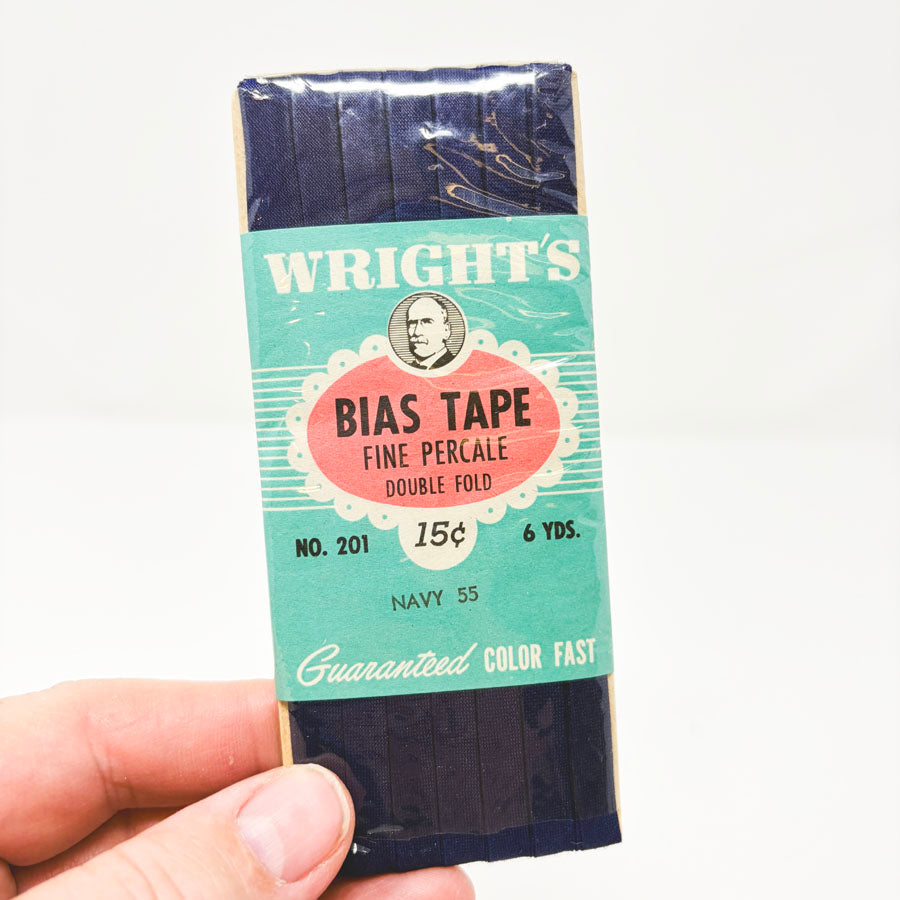 WRIGHT'S
BIAS TAPE
FINE PERCALE
DOUBLE FOLD
NO. 201 15¢ 6 YDS.
NAVY 55
Guaranteed COLOR FAST